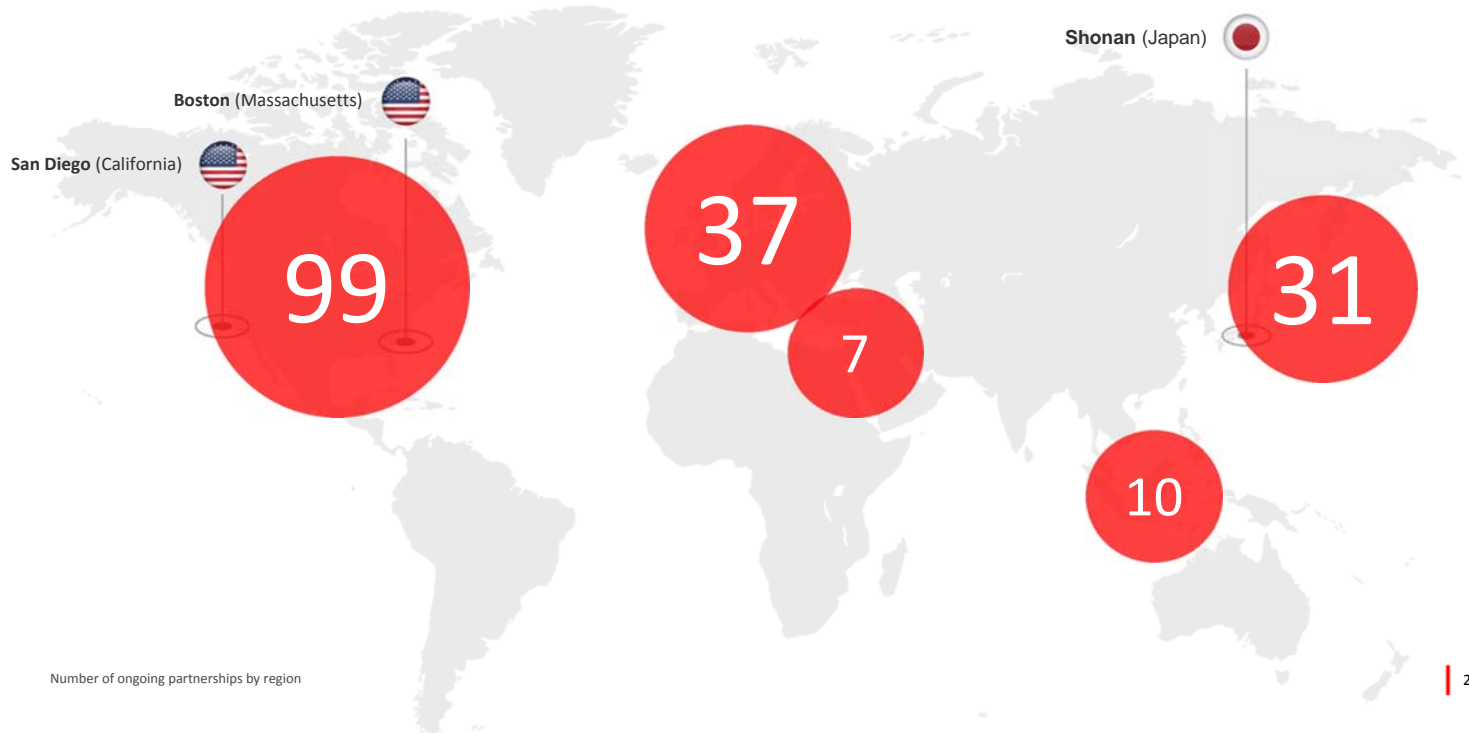 Shonan (Japan)
Boston (Massachusetts)
San Diego (California)
99
37
31
7
10
Number of ongoing partnerships by region
2